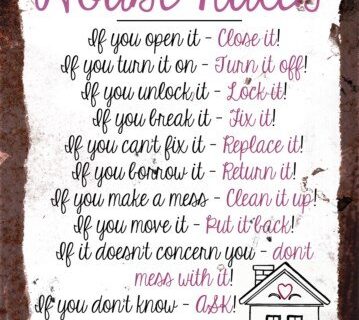 House Rules
If you open it - Close it!
If you turn it on - Turn it off!
If you unlock it - Lock it!
If you break it - Fix it!
If you cant fix it - Replace it!
If you borrow it - Return it!
If you make a mess - Clean it up!
If you move it - Put it back!
If it doesn't concern you - dont
mess with it!
If you dont know - ASK!